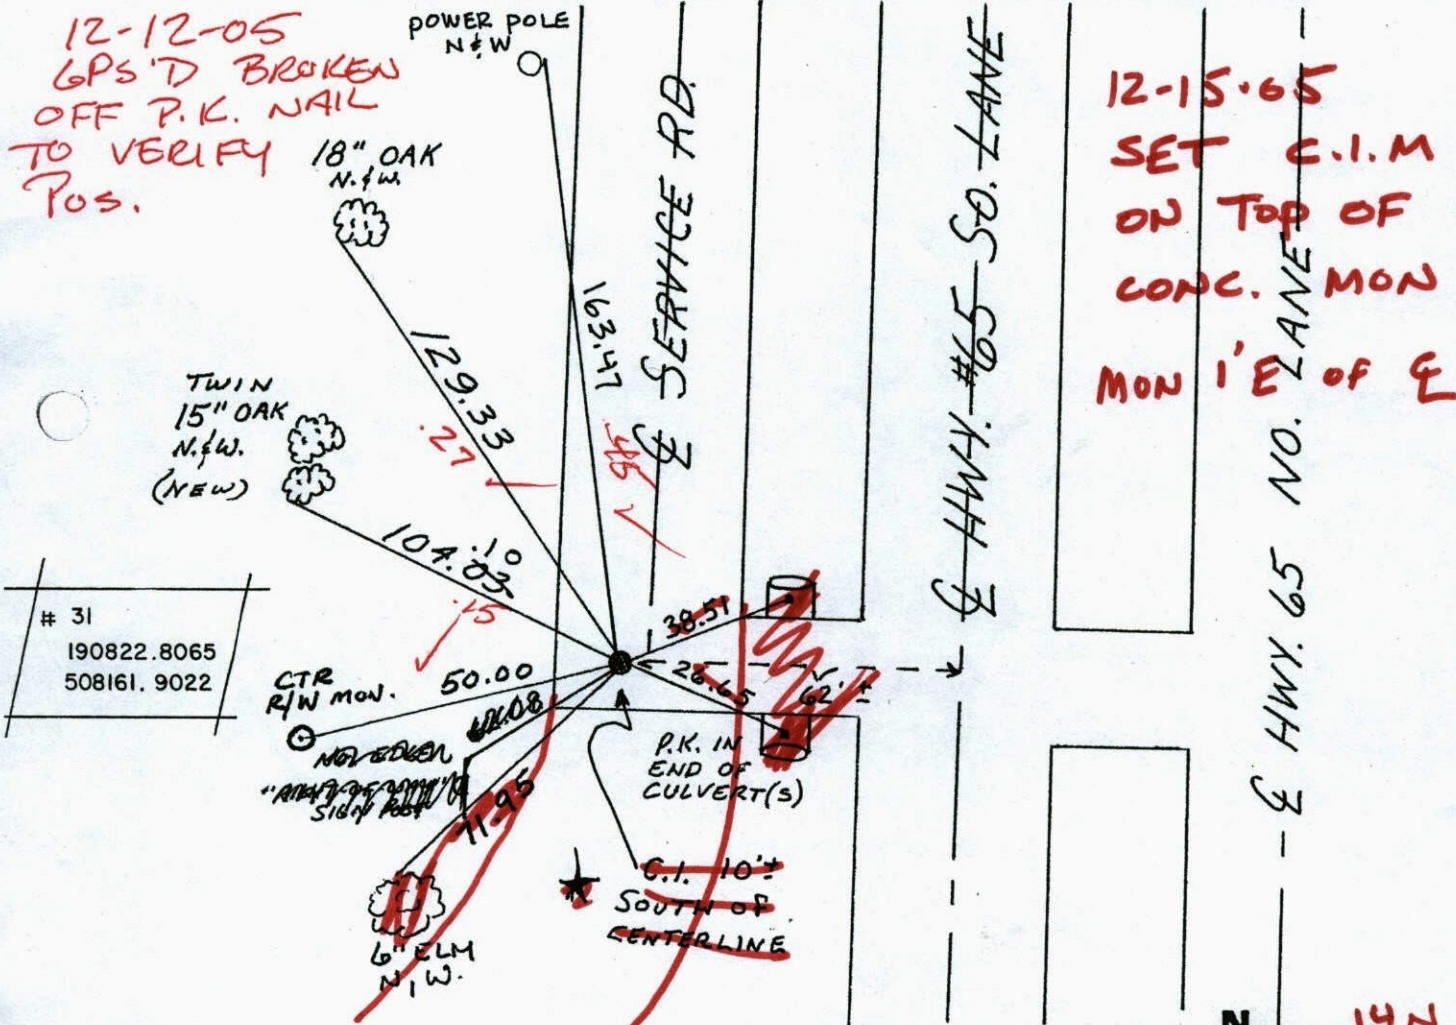 12-12-05
GPS'D BROKEN
OFF P.K. NAIL
TO VERIFY
POS.
POWER POLE
N & W
18" OAK
N. & W.
TWIN
15" OAK
N. & W.
(NEW)
163.47
.45
129.33
.27
104.03
.10
.15
SERVICE RD.
HWY. #65 SO. LANE
HWY. 65 NO. LANE
12-15-05
SET C.I.M
ON TOP OF
CONC. MON
MON 1'E OF ℄
# 31
190822.8065
508161.9022
CTR
R/W MON.
50.00
38.51
26.65
62' ±
SIGN POST
71.95
6" ELM
N, W.
P.K. IN
END OF
CULVERT(S)
C.I. 10'±
SOUTH OF
CENTERLINE
N
14N